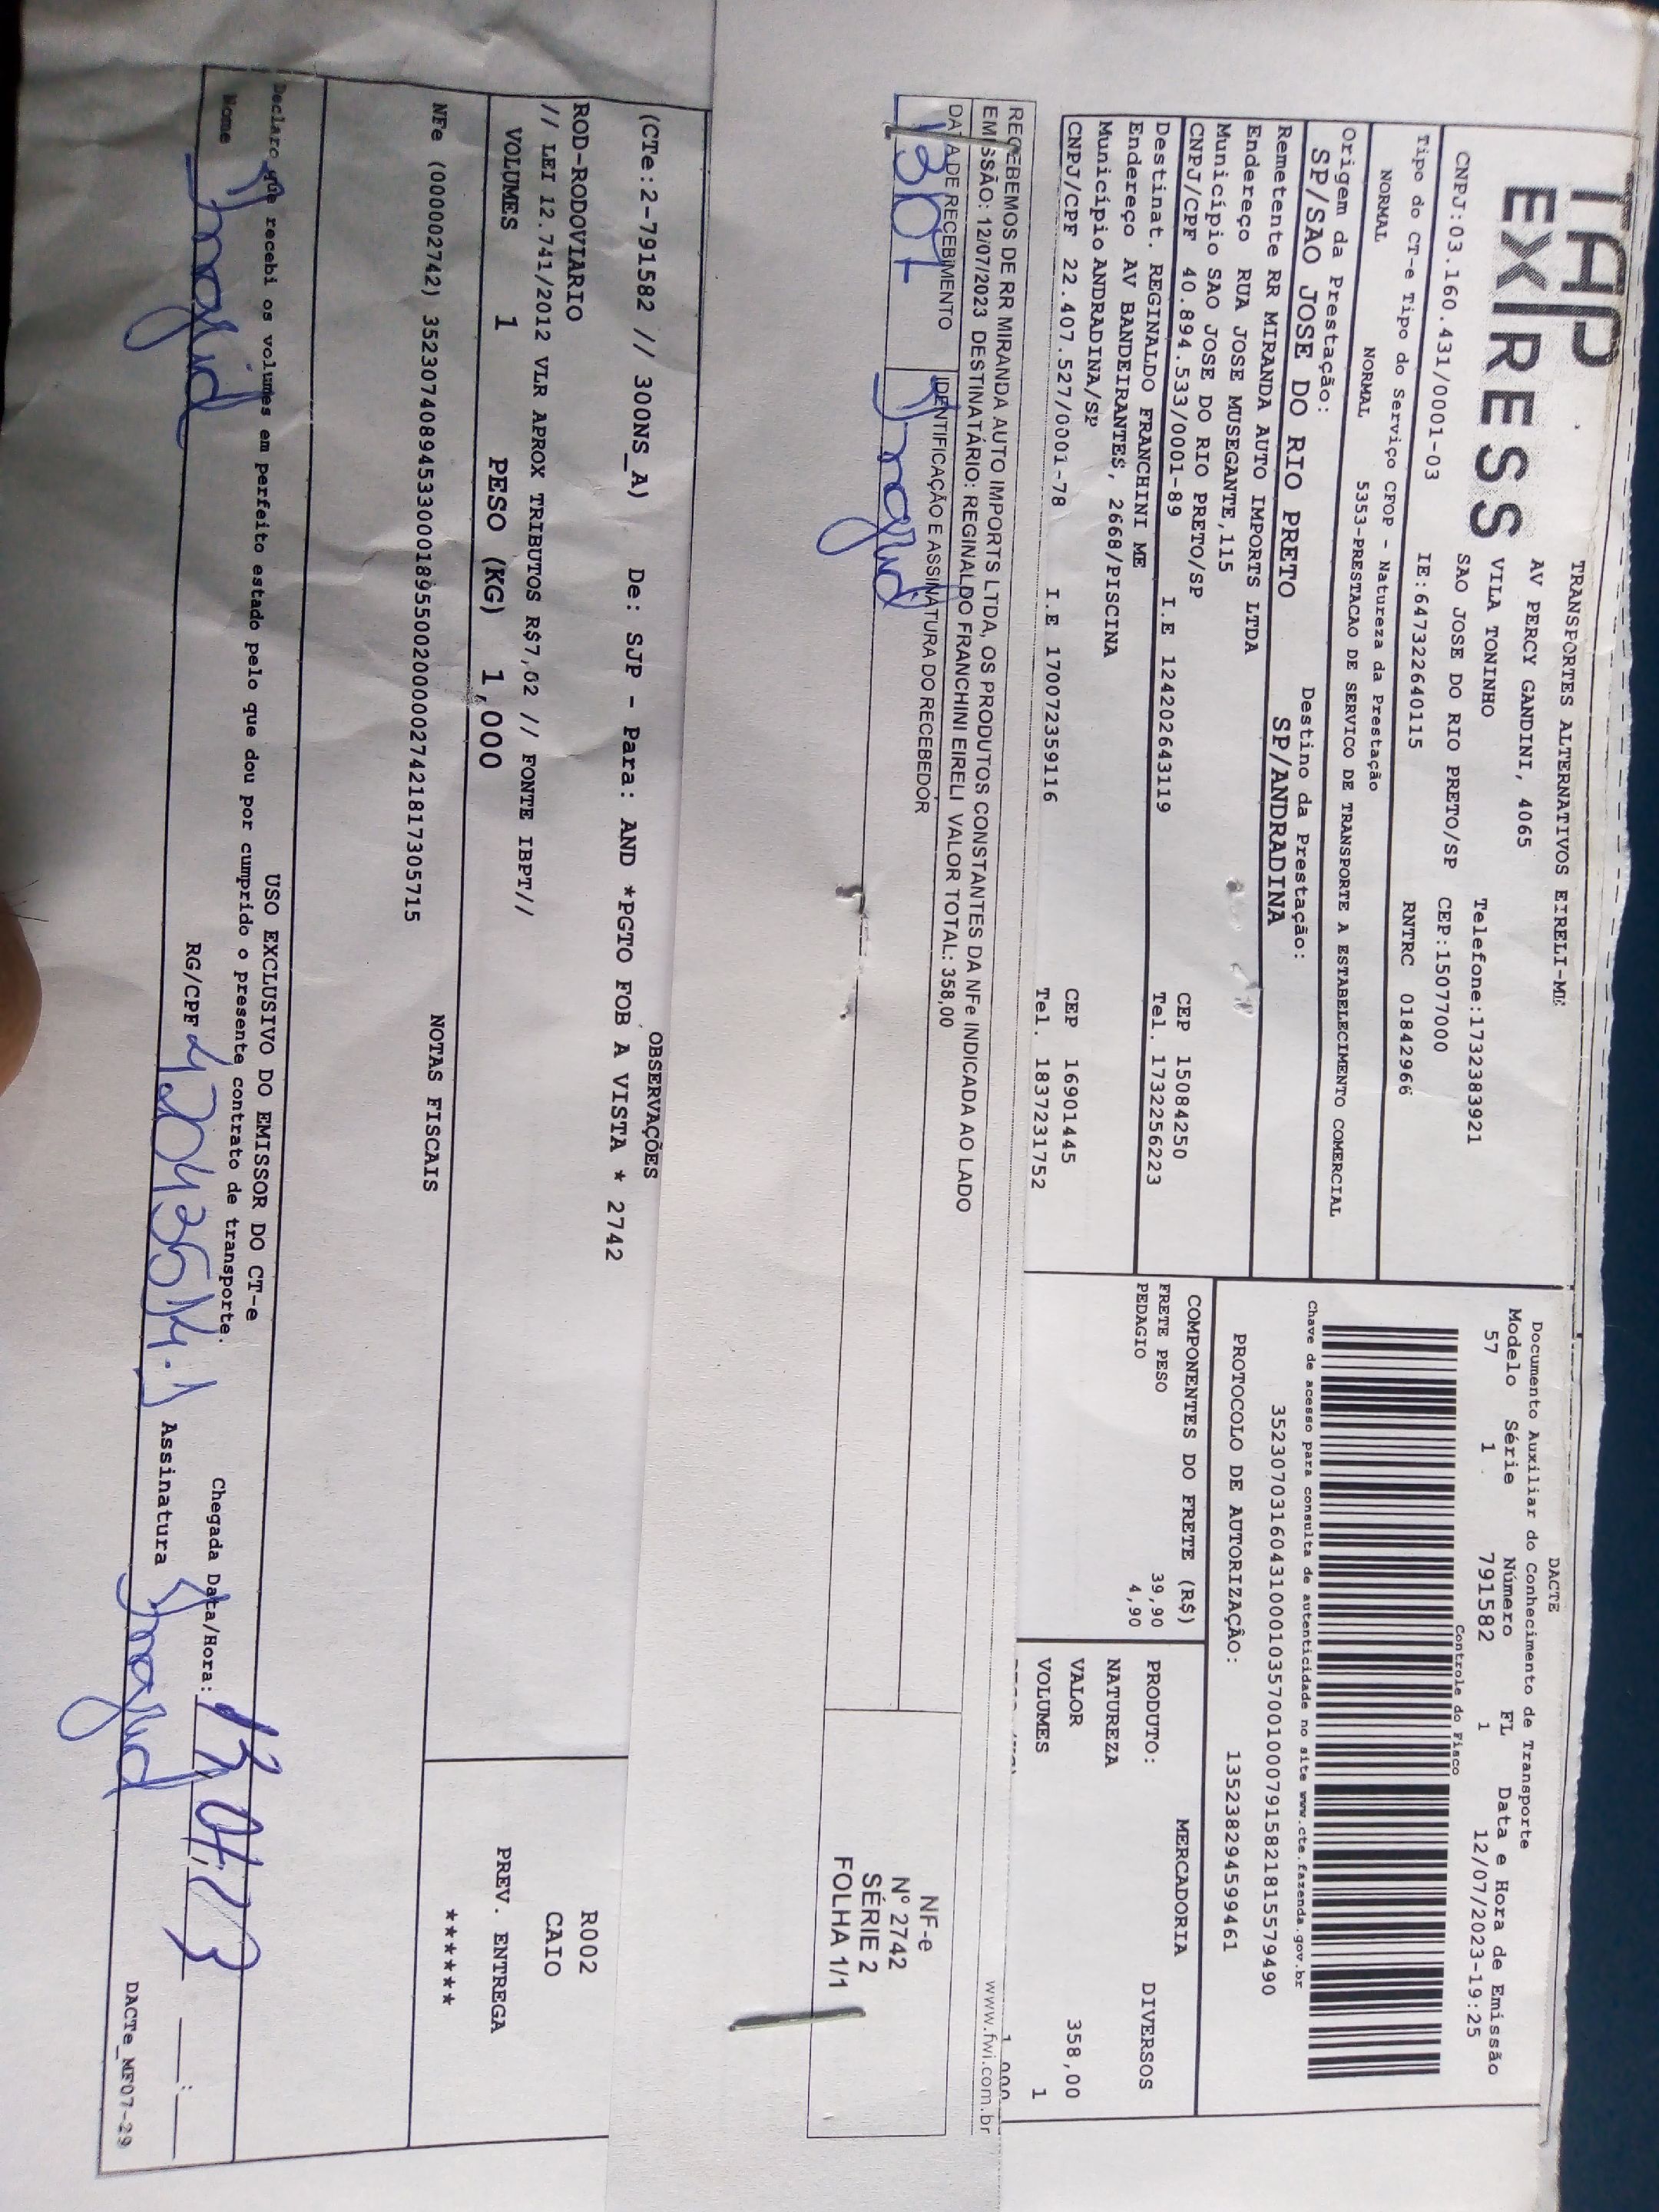 TAP
EXPRESS
TRANSPORTES ALTERNATIVOS EIRELI-ME
AV PERCY GANDINI, 4065
VILA TONINHO Telefone:1732383921
SAO JOSE DO RIO PRETO/SP CEP:15077000
CNPJ:03.160.431/0001-03 IE:647322640115 RNTRC 01842966
Tipo do CT-e Tipo do Serviço CFOP - Natureza da Prestação
NORMAL NORMAL 5353-PRESTACAO DE SERVICO DE TRANSPORTE A ESTABELECIMENTO COMERCIAL
Origem da Prestação: Destino da Prestação:
SP/SAO JOSE DO RIO PRETO SP/ANDRADINA
Remetente RR MIRANDA AUTO IMPORTS LTDA
Endereço RUA JOSE MUSEGANTE,115
Município SAO JOSE DO RIO PRETO/SP CEP 15084250
CNPJ/CPF 40.894.533/0001-89 I.E 124202643119 Tel. 1732256223
Destinat. REGINALDO FRANCHINI ME
Endereço AV BANDEIRANTES, 2668/PISCINA
Município ANDRADINA/SP CEP 16901445
CNPJ/CPF 22.407.527/0001-78 I.E 170072359116 Tel. 1837231752
DACTE
Documento Auxiliar do Conhecimento de Transporte
Modelo Série Número FL Data e Hora de Emissão
57 1 791582 1 12/07/2023-19:25
Controle do Fisco
Chave de acesso para consulta de autenticidade no site www.cte.fazenda.gov.br
35230703160431000103570010007915821815579490
PROTOCOLO DE AUTORIZAÇÃO: 135238294599461
COMPONENTES DO FRETE (R$)
FRETE PESO 39,90
PEDAGIO 4,90
MERCADORIA
PRODUTO: DIVERSOS
NATUREZA
VALOR 358,00
VOLUMES 1
www.fwi.com.br
RECEBEMOS DE RR MIRANDA AUTO IMPORTS LTDA, OS PRODUTOS CONSTANTES DA NFe INDICADA AO LADO
EMISSÃO: 12/07/2023 DESTINATÁRIO: REGINALDO FRANCHINI EIRELI VALOR TOTAL: 358,00
DATA DE RECEBIMENTO IDENTIFICAÇÃO E ASSINATURA DO RECEBEDOR
1307
NF-e
Nº 2742
SÉRIE 2
FOLHA 1/1
OBSERVAÇÕES
(CTe:2-791582 // 300NS_A) De: SJP - Para: AND *PGTO FOB A VISTA * 2742
ROD-RODOVIARIO
// LEI 12.741/2012 VLR APROX TRIBUTOS R$7,02 // FONTE IBPT//
VOLUMES 1 PESO (KG) 1,000
R002
CAIO
PREV. ENTREGA
******
NOTAS FISCAIS
NFe (000002742) 35230740894533000189550020000027421817305715
USO EXCLUSIVO DO EMISSOR DO CT-e
Declaro que recebi os volumes em perfeito estado pelo que dou por cumprido o presente contrato de transporte.
Chegada Data/Hora: 13/07/23 :
Nome RG/CPF Assinatura
DACTe_MF07-29